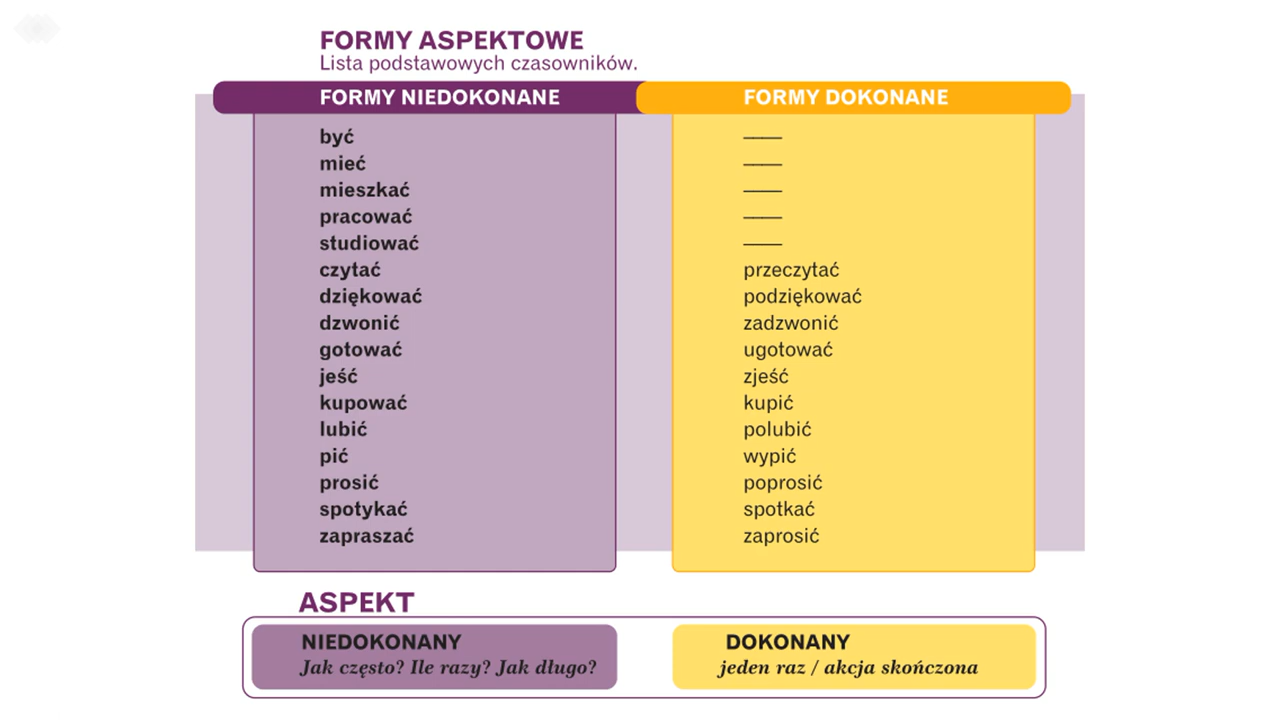 FORMY ASPEKTOWE
Lista podstawowych czasowników.
FORMY NIEDOKONANE FORMY DOKONANE
być ——
mieć ——
mieszkać ——
pracować ——
studiować ——
czytać przeczytać
dziękować podziękować
dzwonić zadzwonić
gotować ugotować
jeść zjeść
kupować kupić
lubić polubić
pić wypić
prosić poprosić
spotykać spotkać
zapraszać zaprosić
ASPEKT
NIEDOKONANY DOKONANY
Jak często? Ile razy? Jak długo? jeden raz / akcja skończona